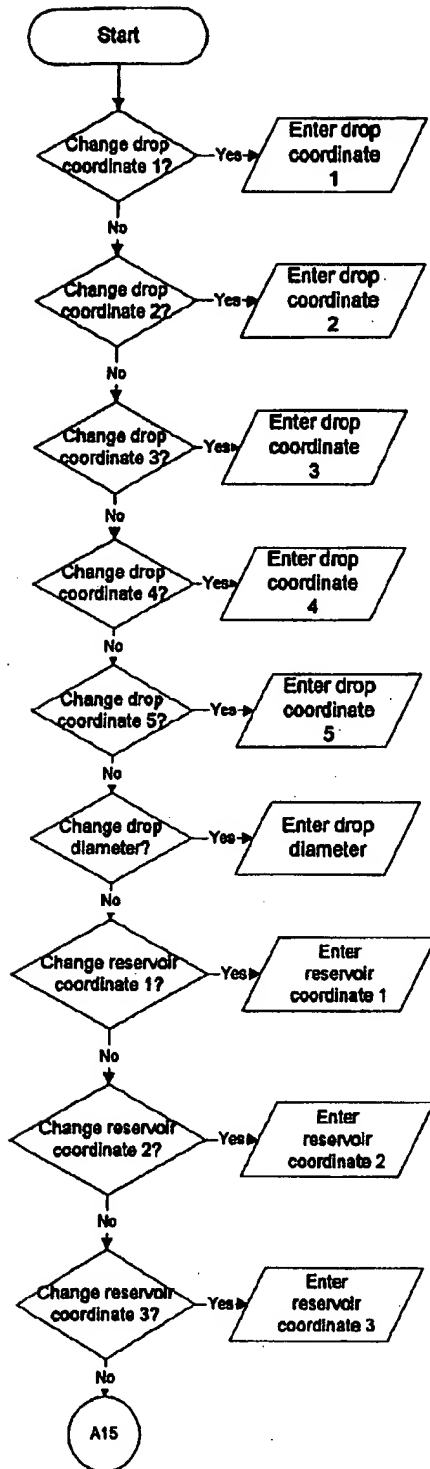 Start
Change drop
coordinate 1?
Yes
Enter drop
coordinate
1
No
Change drop
coordinate 2?
Yes
Enter drop
coordinate
2
No
Change drop
coordinate 3?
Yes
Enter drop
coordinate
3
No
Change drop
coordinate 4?
Yes
Enter drop
coordinate
4
No
Change drop
coordinate 5?
Yes
Enter drop
coordinate
5
No
Change drop
diameter?
Yes
Enter drop
diameter
No
Change reservoir
coordinate 1?
Yes
Enter
reservoir
coordinate 1
No
Change reservoir
coordinate 2?
Yes
Enter
reservoir
coordinate 2
No
Change reservoir
coordinate 3?
Yes
Enter
reservoir
coordinate 3
No
A15